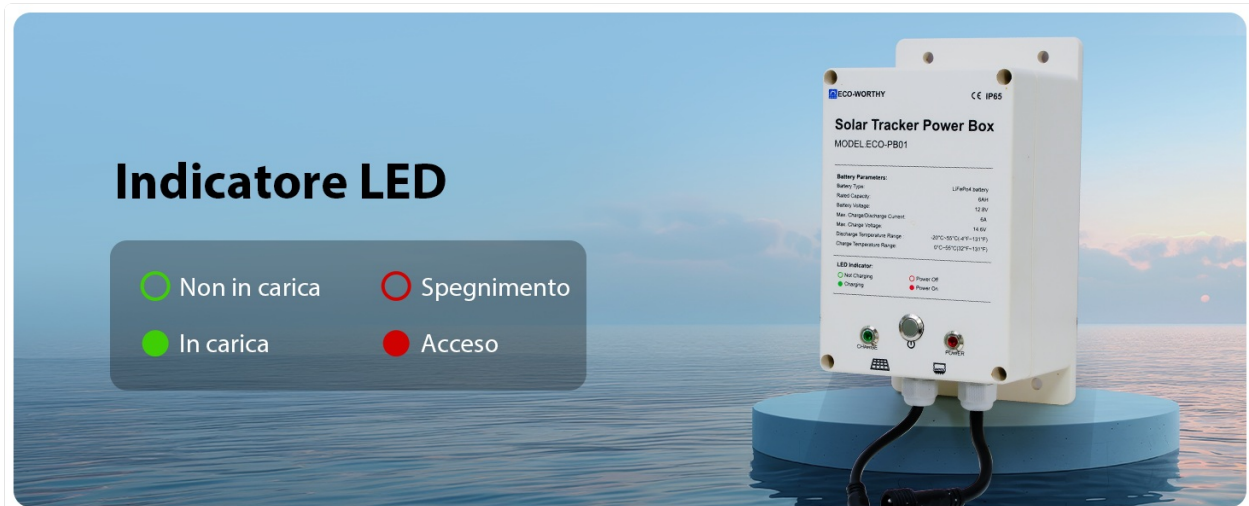 Indicatore LED
Non in carica
Spegnimento
In carica
Acceso
ECO-WORTHY
CE IP65
Solar Tracker Power Box
MODEL ECO-PB01
Battery Parameters:
Battery Type: LiFePo4 battery
Rated Capacity: 6AH
Battery Voltage: 12.8V
Max. Charge/Discharge Current: 6A
Max. Charge Voltage: 14.6V
Discharge Temperature Range: -20°C~55°C(-4°F~131°F)
Charge Temperature Range: 0°C~55°C(32°F~131°F)
LED Indicator:
Not Charging Power Off
Charging Power On
CHARGE
POWER